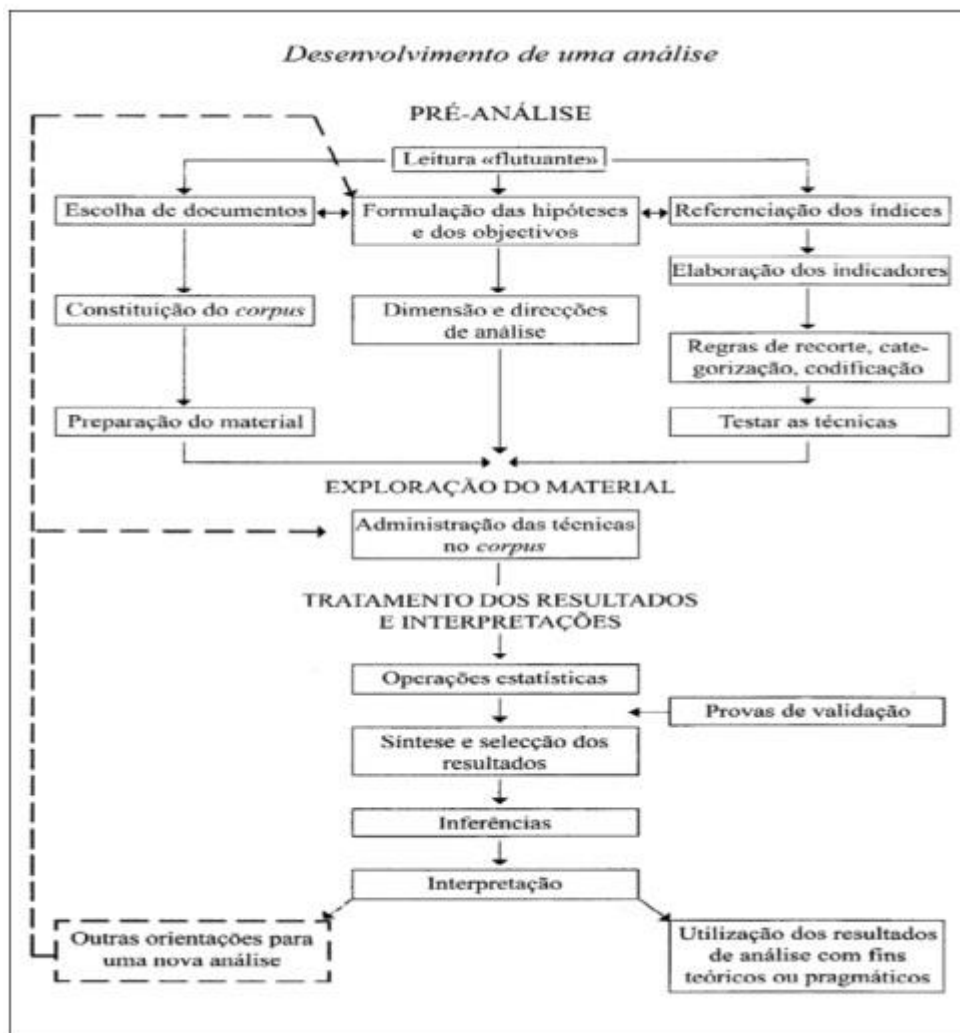 Desenvolvimento de uma análise
PRÉ-ANÁLISE
Leitura «flutuante»
Escolha de documentos
Formulação das hipóteses
e dos objectivos
Referenciação dos índices
Elaboração dos indicadores
Constituição do corpus
Dimensão e direcções
de análise
Regras de recorte, cate-
gorização, codificação
Preparação do material
Testar as técnicas
EXPLORAÇÃO DO MATERIAL
Administração das técnicas
no corpus
TRATAMENTO DOS RESULTADOS
E INTERPRETAÇÕES
Operações estatísticas
Provas de validação
Síntese e selecção dos
resultados
Inferências
Interpretação
Outras orientações para
uma nova análise
Utilização dos resultados
de análise com fins
teóricos ou pragmáticos